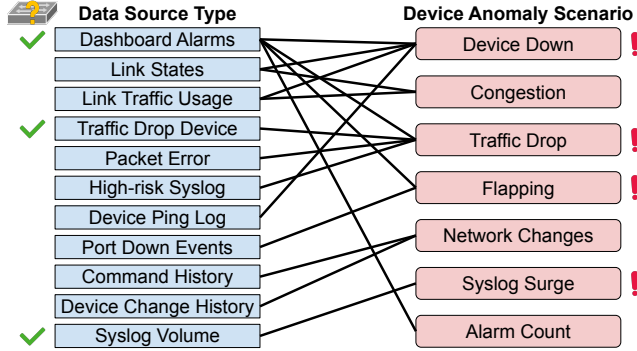 Data Source Type
Device Anomaly Scenario
Dashboard Alarms
Link States
Link Traffic Usage
Traffic Drop Device
Packet Error
High-risk Syslog
Device Ping Log
Port Down Events
Command History
Device Change History
Syslog Volume
Device Down
Congestion
Traffic Drop
Flapping
Network Changes
Syslog Surge
Alarm Count